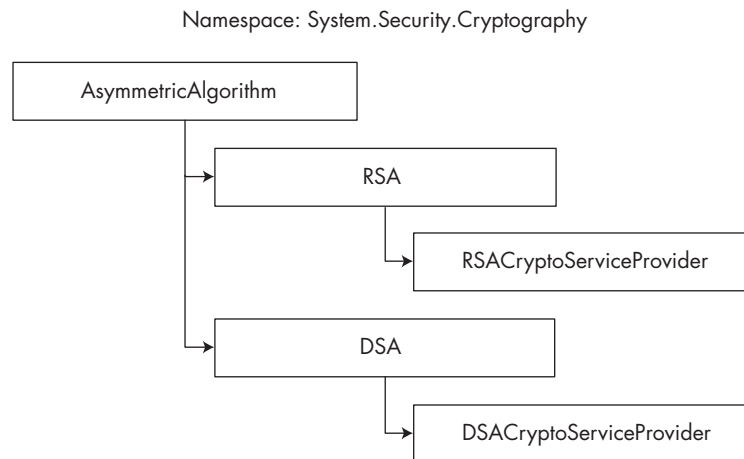 Namespace: System.Security.Cryptography
AsymmetricAlgorithm
RSA
RSACryptoServiceProvider
DSA
DSACryptoServiceProvider